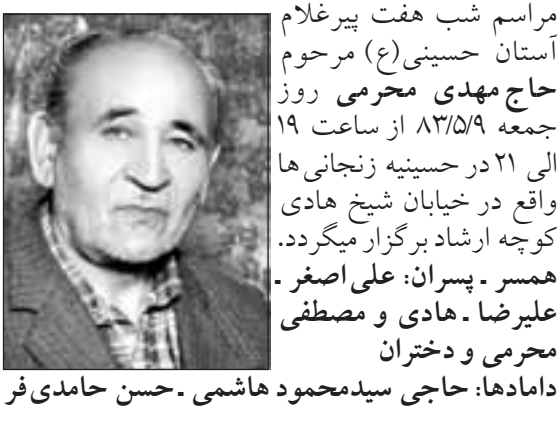 مراسم شب هفت پیرغلام
آستان حسینی(ع) مرحوم
حاج مهدی محرمی روز
جمعه ۸۳/۵/۹ از ساعت ۱۹
الی ۲۱ در حسینیه زنجانی‌ها
واقع در خیابان شیخ هادی
کوچه ارشاد برگزار میگردد.
همسر ـ پسران: علی‌اصغر ـ
علیرضا ـ هادی و مصطفی
محرمی و دختران
دامادها: حاجی سیدمحمود هاشمی ـ حسن حامدی‌فر